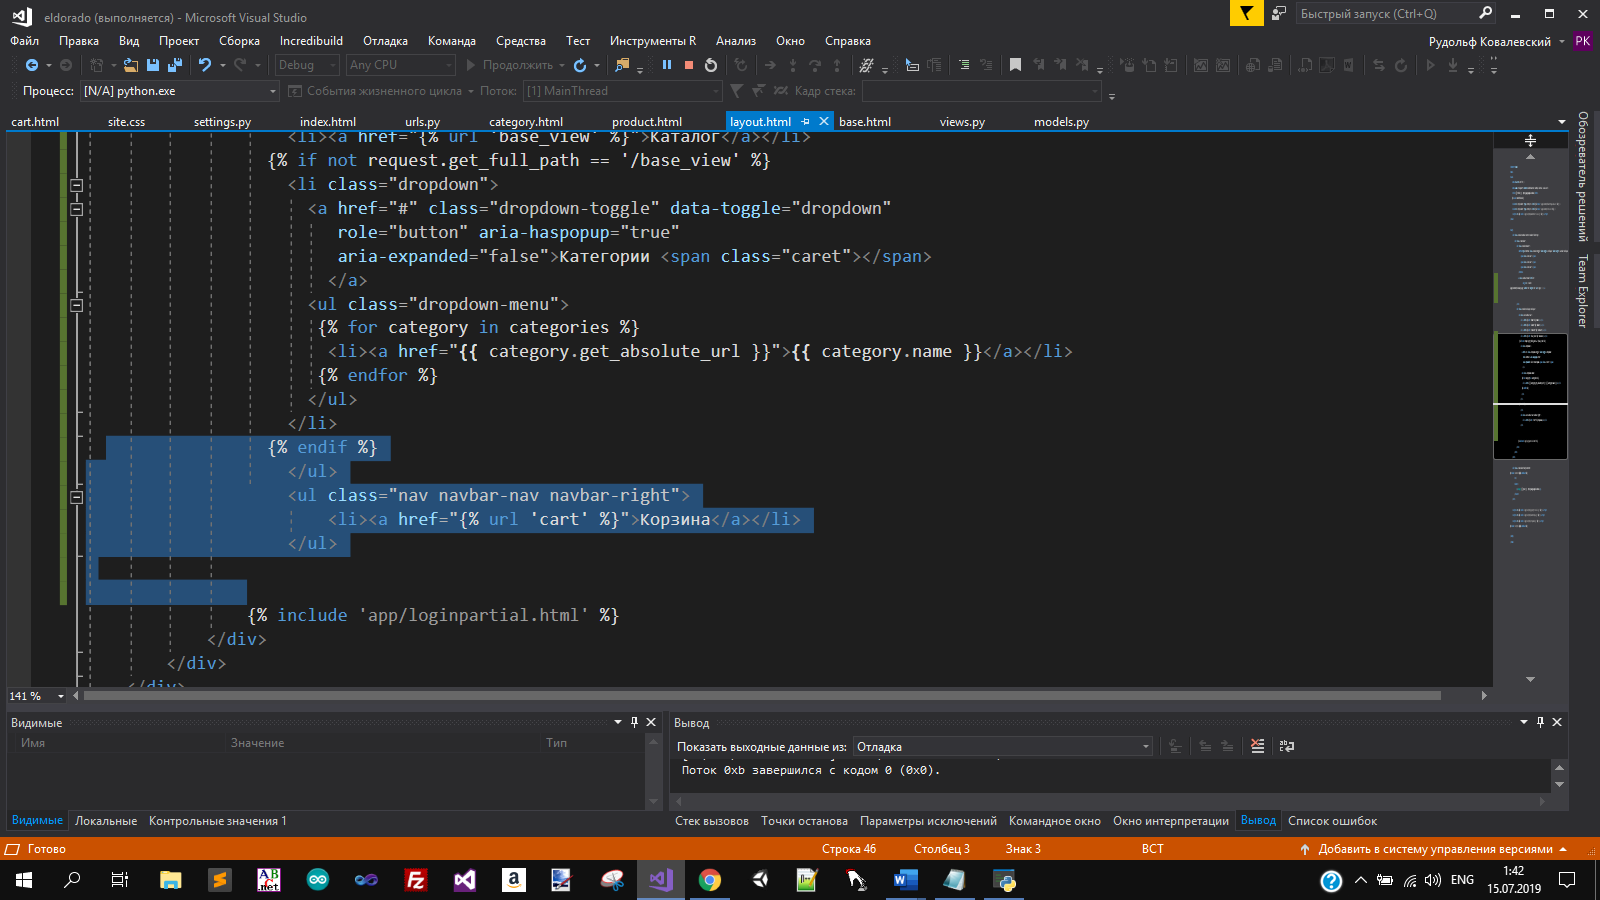 eldorado (выполняется) - Microsoft Visual Studio
Быстрый запуск (Ctrl+Q)
Файл Правка Вид Проект Сборка Incredibuild Отладка Команда Средства Тест Инструменты R Анализ Окно Справка
Рудольф Ковалевский РК
Debug Any CPU Продолжить
Процесс: [N/A] python.exe События жизненного цикла Поток: [1] MainThread Кадр стека:
cart.html site.css settings.py index.html urls.py category.html product.html layout.html base.html views.py models.py
<li><a href="{% url 'base_view' %}">Каталог</a></li>
{% if not request.get_full_path == '/base_view' %}
<li class="dropdown">
<a href="#" class="dropdown-toggle" data-toggle="dropdown"
role="button" aria-haspopup="true"
aria-expanded="false">Категории <span class="caret"></span>
</a>
<ul class="dropdown-menu">
{% for category in categories %}
<li><a href="{{ category.get_absolute_url }}">{{ category.name }}</a></li>
{% endfor %}
</ul>
</li>
{% endif %}
</ul>
<ul class="nav navbar-nav navbar-right">
<li><a href="{% url 'cart' %}">Корзина</a></li>
</ul>
{% include 'app/loginpartial.html' %}
</div>
</div>
</div>
Обозреватель решений
Team Explorer
141 %
Видимые
Имя Значение Тип
Видимые Локальные Контрольные значения 1
Вывод
Показать выходные данные из: Отладка
Поток 0xb завершился с кодом 0 (0x0).
Стек вызовов Точки останова Параметры исключений Командное окно Окно интерпретации Вывод Список ошибок
Готово Строка 46 Столбец 3 Знак 3 ВСТ Добавить в систему управления версиями
ENG
1:42
15.07.2019